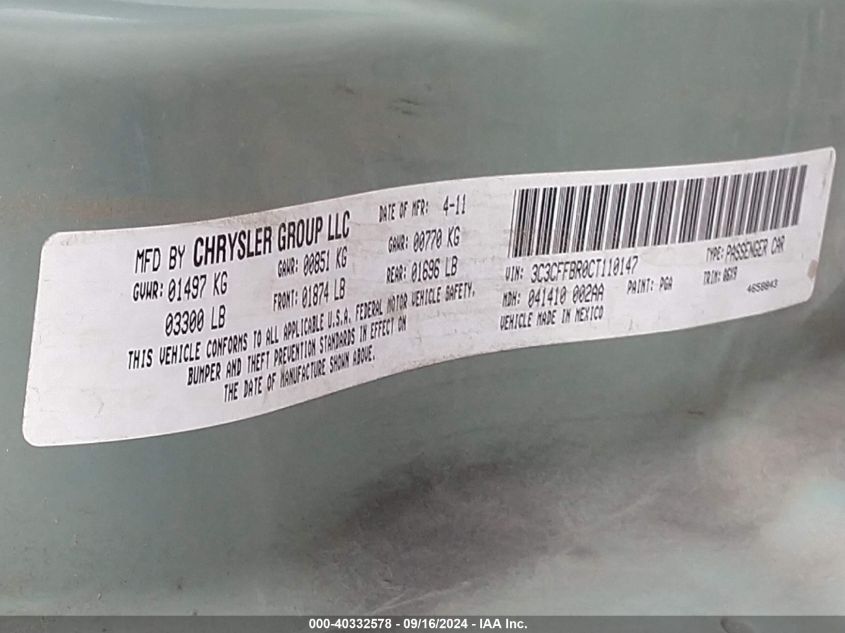 MFD BY CHRYSLER GROUP LLC DATE OF MFR: 4-11
GVWR: 01497 KG GAWR: 00851 KG GAWR: 00770 KG
03300 LB FRONT: 01874 LB REAR: 01696 LB
THIS VEHICLE CONFORMS TO ALL APPLICABLE U.S.A. FEDERAL MOTOR VEHICLE SAFETY,
BUMPER AND THEFT PREVENTION STANDARDS IN EFFECT ON
THE DATE OF MANUFACTURE SHOWN ABOVE.
VIN: 3C3CFFBR0CT110147 TYPE: PASSENGER CAR
MDH: 041410 002AA PAINT: PGA TRIM: A6X9
VEHICLE MADE IN MEXICO 4658843
000-40332578 - 09/16/2024 - IAA Inc.